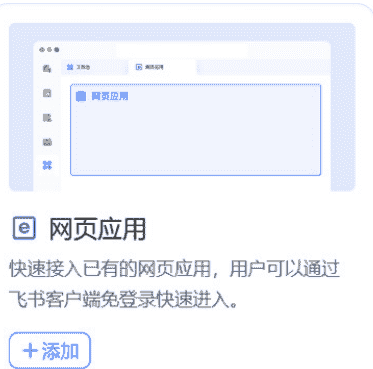 工作台
网页应用
网页应用
网页应用
快速接入已有的网页应用，用户可以通过
飞书客户端免登录快速进入。
+添加